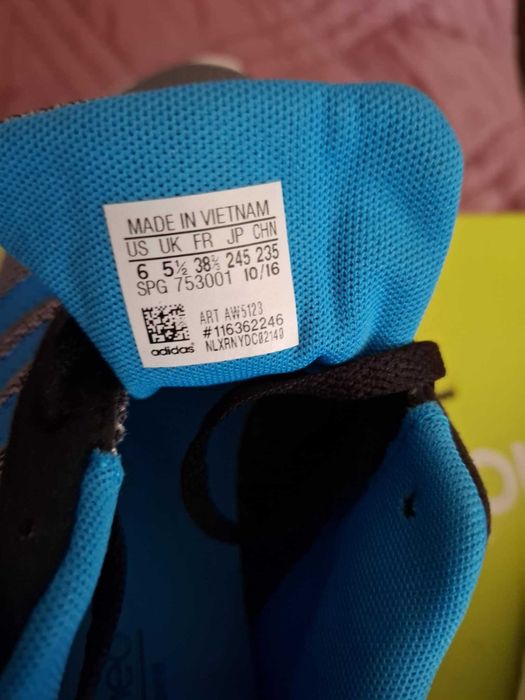 MADE IN VIETNAM
US UK FR JP CHN
6 5½ 38⅔ 245 235
SPG 753001 10/16
ART AW5123
#116362246
adidas NLXRNYDC02140